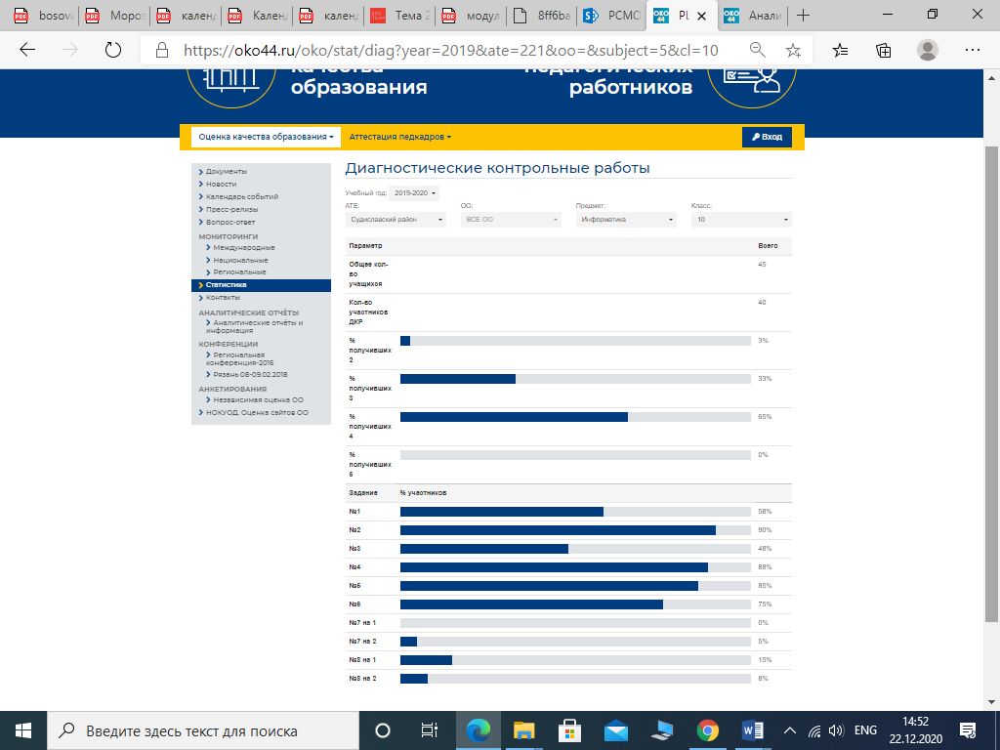 bosova
Мороз
календ
Календ
календ
Тема 2
модул
8ff6ba
РСМО
ОКО 44
Анали
https://oko44.ru/oko/stat/diag?year=2019&ate=221&oo=&subject=5&cl=10
качества
образования
педагогических
работников
Оценка качества образования
Аттестация педкадров
Вход
Документы
Новости
Календарь событий
Пресс-релизы
Вопрос-ответ
МОНИТОРИНГИ
Международные
Национальные
Региональные
Статистика
Контакты
АНАЛИТИЧЕСКИЕ ОТЧЁТЫ
Аналитические отчёты и
информация
КОНФЕРЕНЦИИ
Региональная
конференция-2016
Рязань 08-09.02.2018
АНКЕТИРОВАНИЯ
Независимая оценка ОО
НОКУОД. Оценка сайтов ОО
Диагностические контрольные работы
Учебный год: 2019-2020
АТЕ: ОО: Предмет: Класс:
Судиславский район ВСЕ ОО Информатика 10
Параметр Всего
Общее кол-
во
учащихся
45
Кол-во
участников
ДКР
40
%
получивших
2
3%
%
получивших
3
33%
%
получивших
4
65%
%
получивших
5
0%
Задание % участников
№1 58%
№2 90%
№3 48%
№4 88%
№5 85%
№6 75%
№7 на 1 0%
№7 на 2 5%
№8 на 1 15%
№8 на 2 8%
Введите здесь текст для поиска
ENG
14:52
22.12.2020